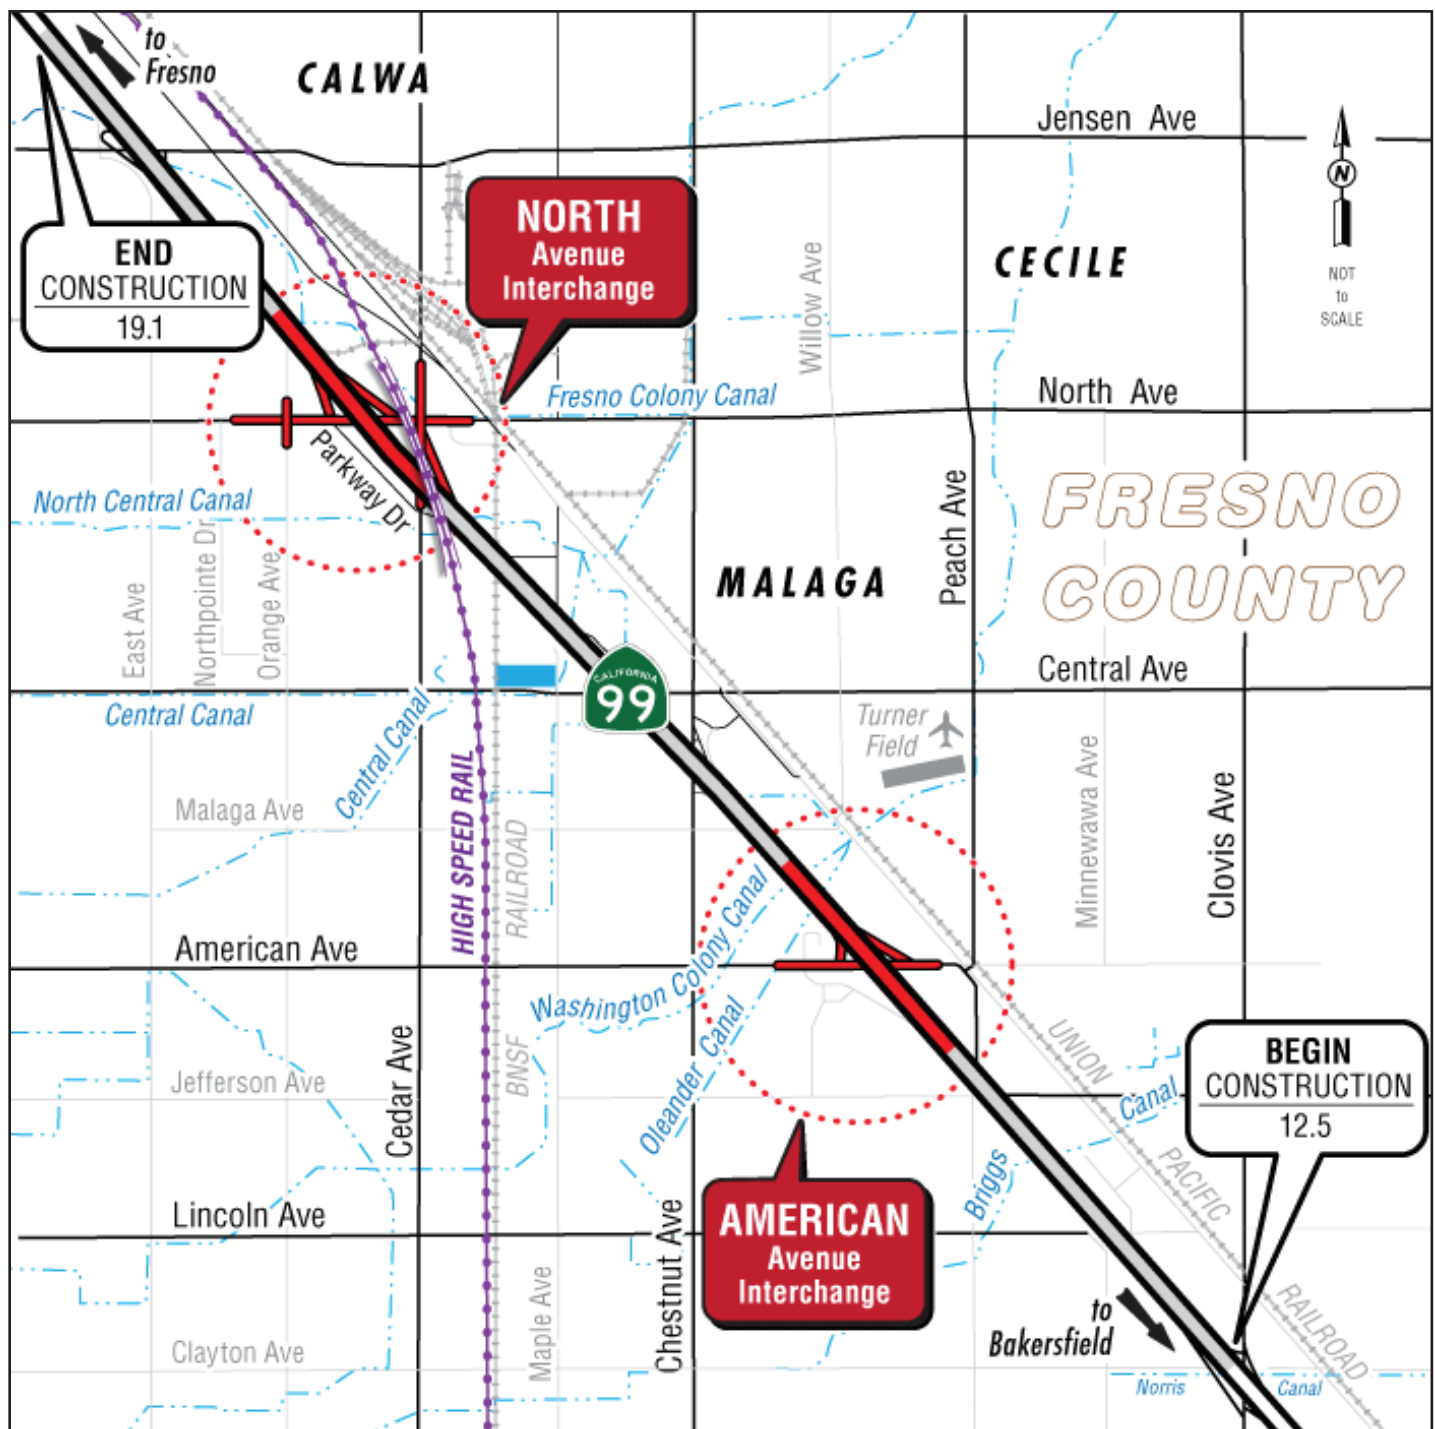 to
Fresno
CALWA
Jensen Ave
N
NOT
to
SCALE
END
CONSTRUCTION
19.1
NORTH
Avenue
Interchange
CECILE
Willow Ave
North Ave
Fresno Colony Canal
Parkway Dr
North Central Canal
Peach Ave
FRESNO
COUNTY
MALAGA
East Ave
Northpointe Dr
Orange Ave
Central Ave
CALIFORNIA
99
Central Canal
Central Canal
Turner
Field
HIGH SPEED RAIL
Malaga Ave
RAILROAD
Minnewawa Ave
Clovis Ave
American Ave
Washington Colony Canal
Oleander Canal
BNSF
Cedar Ave
Jefferson Ave
UNION
PACIFIC
RAILROAD
BEGIN
CONSTRUCTION
12.5
Briggs
Canal
Lincoln Ave
AMERICAN
Avenue
Interchange
Chestnut Ave
Maple Ave
Clayton Ave
to
Bakersfield
Norris
Canal